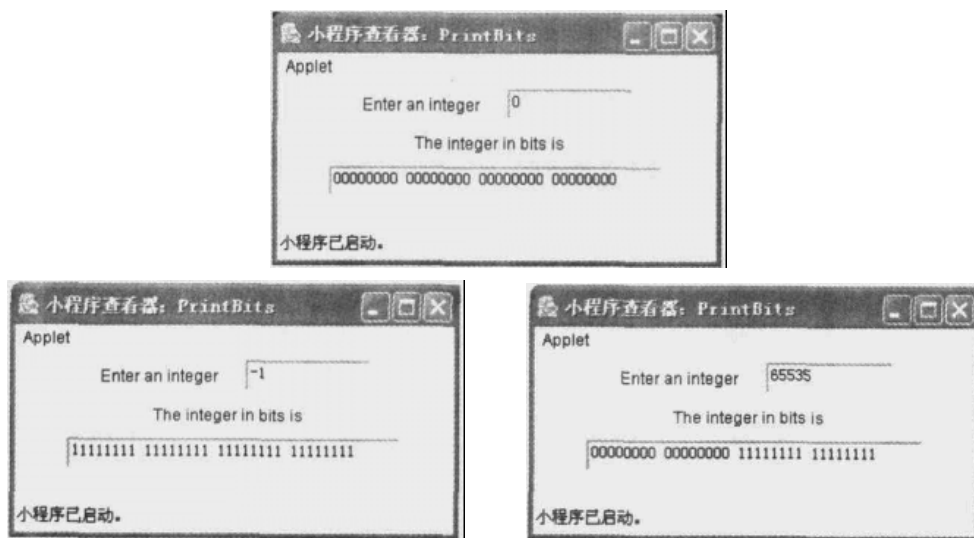 小程序查看器: PrintBits
Applet
Enter an integer 0
The integer in bits is
00000000 00000000 00000000 00000000
小程序已启动。
小程序查看器: PrintBits
Applet
Enter an integer -1
The integer in bits is
11111111 11111111 11111111 11111111
小程序已启动。
小程序查看器: PrintBits
Applet
Enter an integer 65535
The integer in bits is
00000000 00000000 11111111 11111111
小程序已启动。